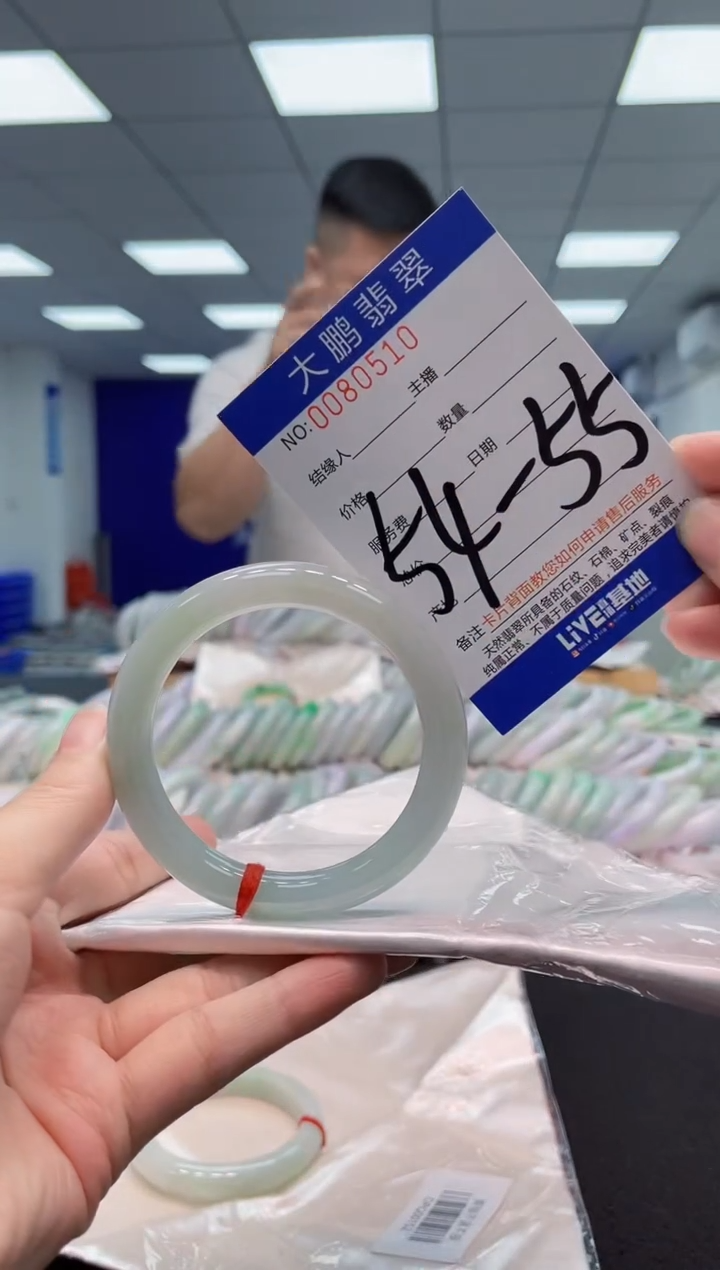 大鹏翡翠
NO:0080510
结缘人 主播
价格 数量
服务费 日期
54-55
备注 卡片背面教您如何申请售后服务
天然翡翠所具备的石纹、石棉、矿点、裂痕
纯属正常，不属于质量问题，追求完美者请慎拍
LiVE 基地